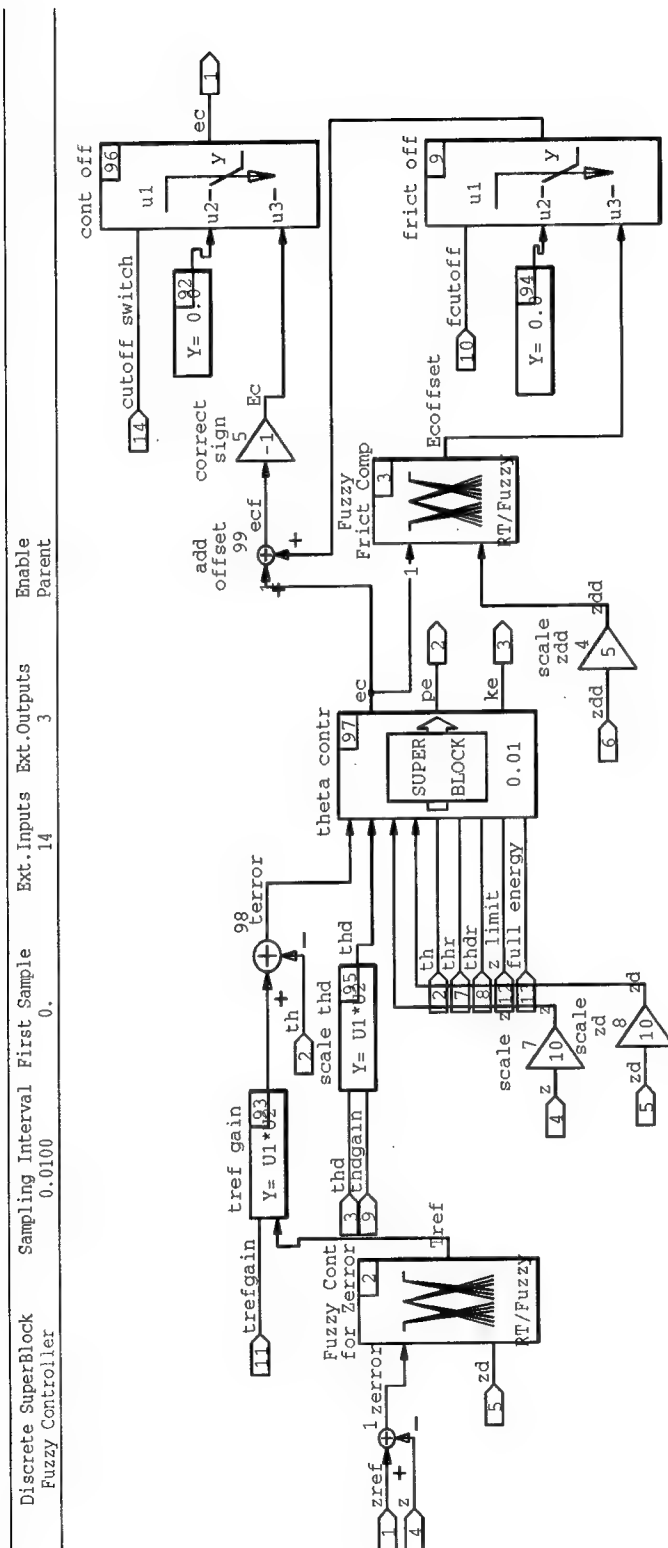 Discrete SuperBlock Sampling Interval First Sample Ext.Inputs Ext.Outputs Enable
Fuzzy Controller 0.0100 0. 14 3 Parent
cont off
96
u1
u2
u3
y
ec
1
cutoff switch
14
92
Y= 0.0
correct
sign
5
-1
Ec
add
offset
99
ecf
+
1
+
frict off
9
u1
u2
u3
y
fcutoff
10
94
Y= 0.0
Ecoffset
Fuzzy
Frict Comp
3
RT/Fuzzy
1
zdd
scale
zdd
4
5
zdd
6
theta contr
97
SUPER
BLOCK
0.01
ec
pe
2
ke
3
98
terror
+
-
th
2
tref gain
93
Y= U1*U2
trefgain
11
scale thd
95
Y= U1*U2
thd
thd
3
thdgain
9
th
2
thr
7
thdr
8
z limit
12
full energy
13
z
scale z
7
10
z
4
zd
scale
zd
8
10
zd
5
Fuzzy Cont
for Zerror
2
RT/Fuzzy
Tref
zd
5
1
zerror
zref
1
+
-
z
4